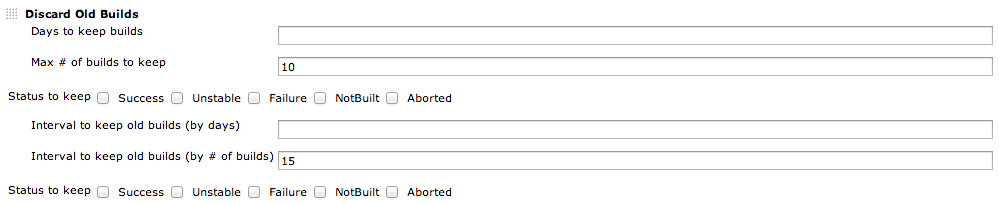 Discard Old Builds
Days to keep builds
Max # of builds to keep 10
Status to keep Success Unstable Failure NotBuilt Aborted
Interval to keep old builds (by days)
Interval to keep old builds (by # of builds) 15
Status to keep Success Unstable Failure NotBuilt Aborted